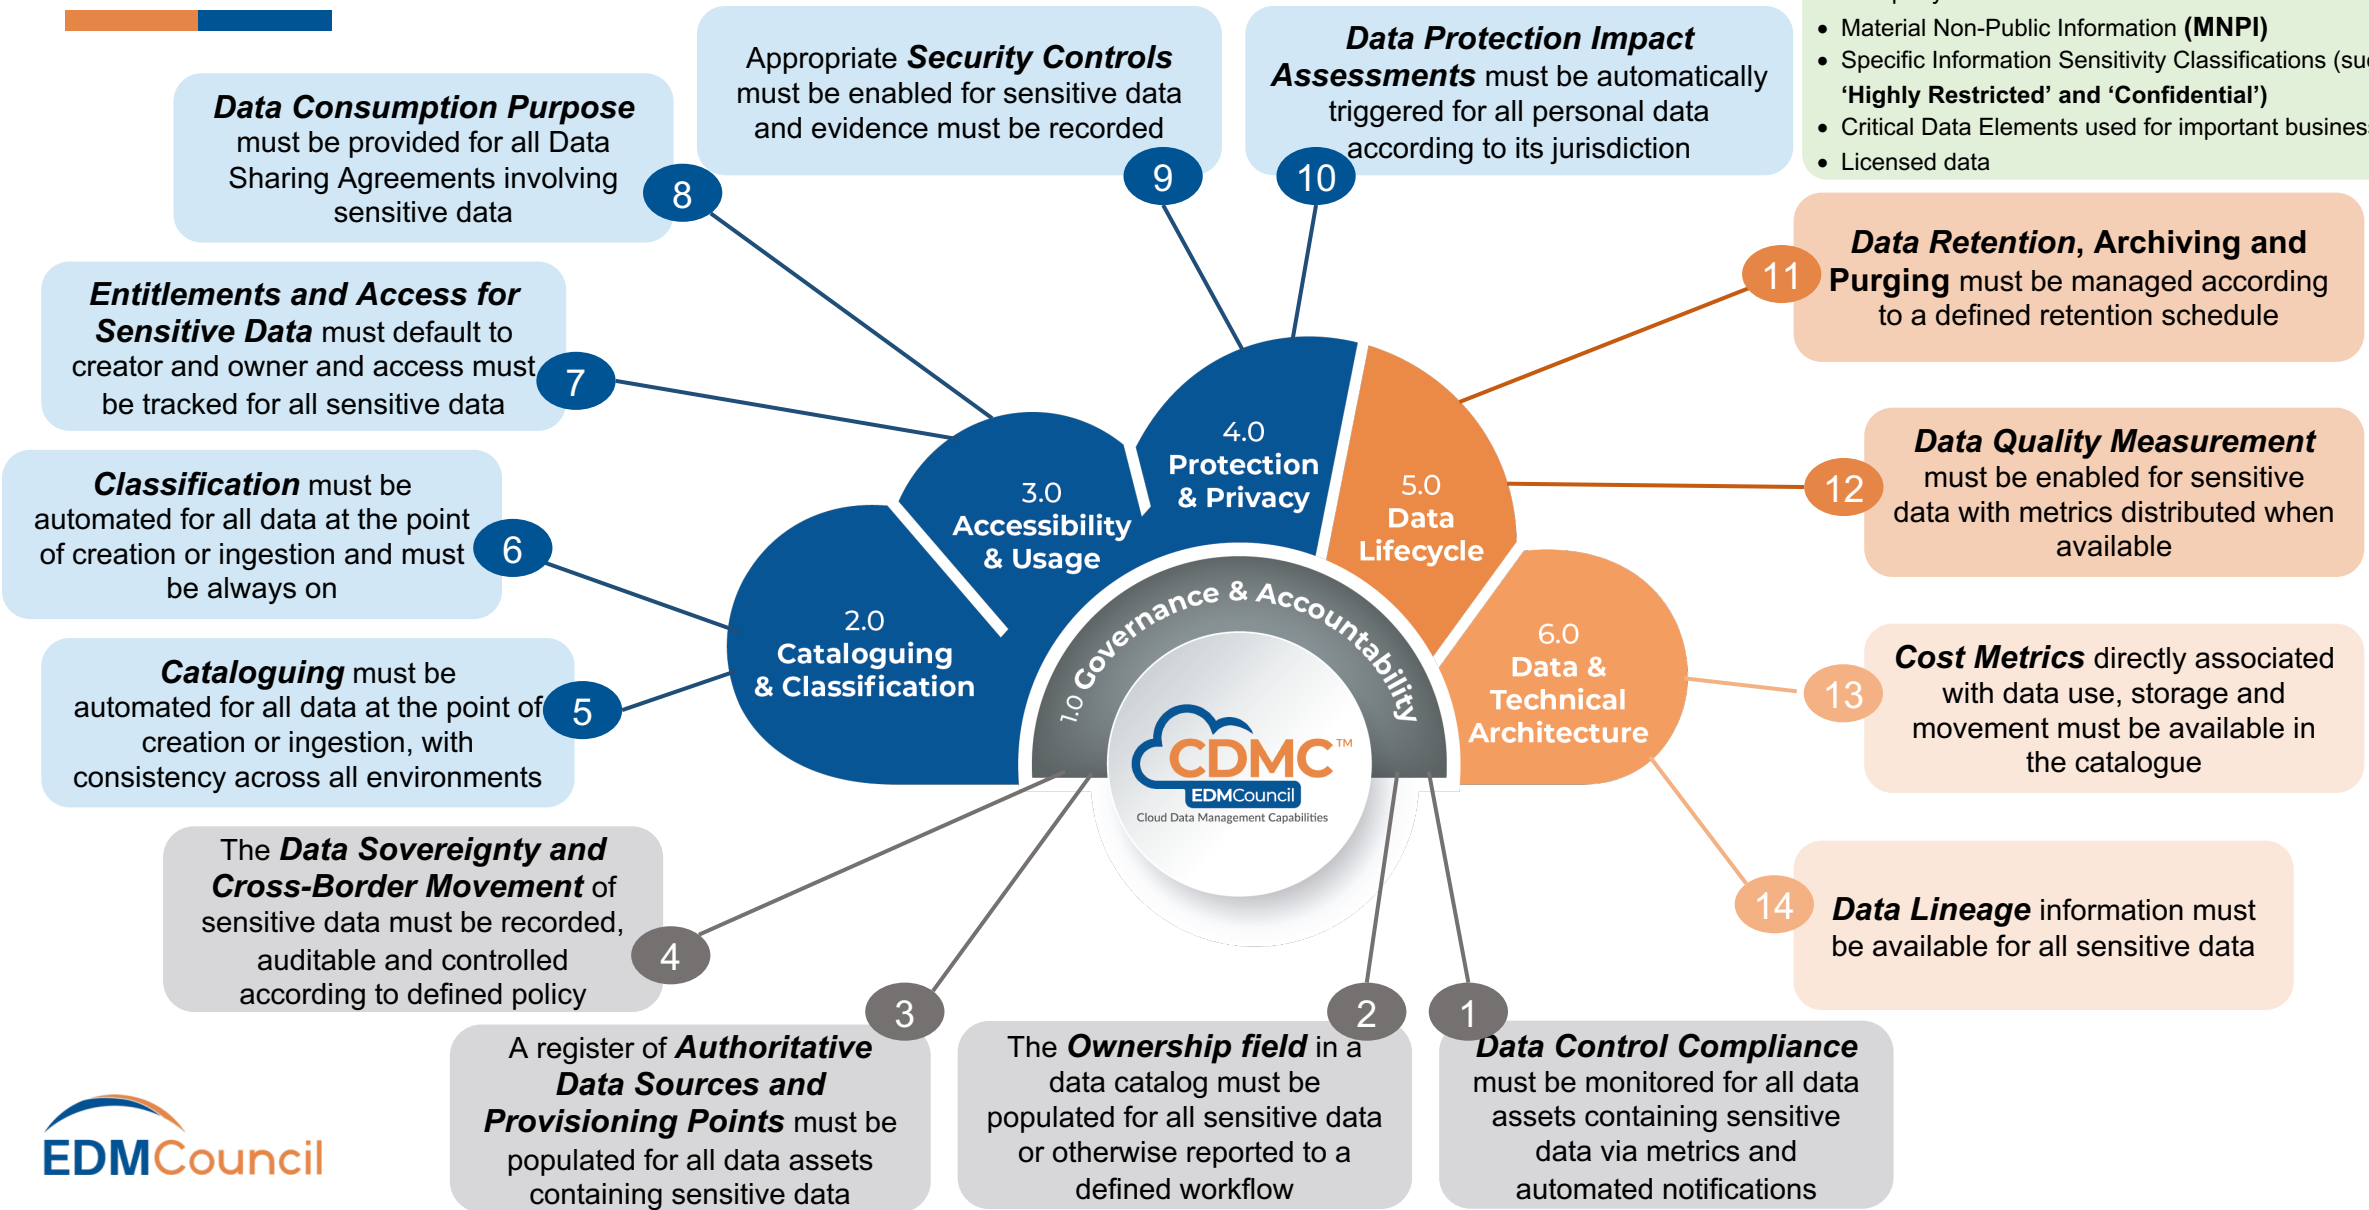 • Material Non-Public Information (MNPI)
• Specific Information Sensitivity Classifications
'Highly Restricted' and 'Confidential')
• Critical Data Elements used for important
• Licensed data
Data Consumption Purpose
must be provided for all Data
Sharing Agreements involving
sensitive data
8
Appropriate Security Controls
must be enabled for sensitive data
and evidence must be recorded
9
Data Protection Impact
Assessments must be automatically
triggered for all personal data
according to its jurisdiction
10
Entitlements and Access for
Sensitive Data must default to
creator and owner and access must
be tracked for all sensitive data
7
Data Retention, Archiving and
Purging must be managed according
to a defined retention schedule
11
Classification must be
automated for all data at the point
of creation or ingestion and must
be always on
6
Data Quality Measurement
must be enabled for sensitive
data with metrics distributed when
available
12
Cataloguing must be
automated for all data at the point of
creation or ingestion, with
consistency across all environments
5
Cost Metrics directly associated
with data use, storage and
movement must be available in
the catalogue
13
2.0
Cataloguing
& Classification
3.0
Accessibility
& Usage
4.0
Protection
& Privacy
5.0
Data
Lifecycle
6.0
Data &
Technical
Architecture
1.0 Governance & Accountability
CDMC™
EDMCouncil
Cloud Data Management Capabilities
The Data Sovereignty and
Cross-Border Movement of
sensitive data must be recorded,
auditable and controlled
according to defined policy
4
Data Lineage information must
be available for all sensitive data
14
A register of Authoritative
Data Sources and
Provisioning Points must be
populated for all data assets
containing sensitive data
3
The Ownership field in a
data catalog must be
populated for all sensitive data
or otherwise reported to a
defined workflow
2
Data Control Compliance
must be monitored for all data
assets containing sensitive
data via metrics and
automated notifications
1
EDMCouncil